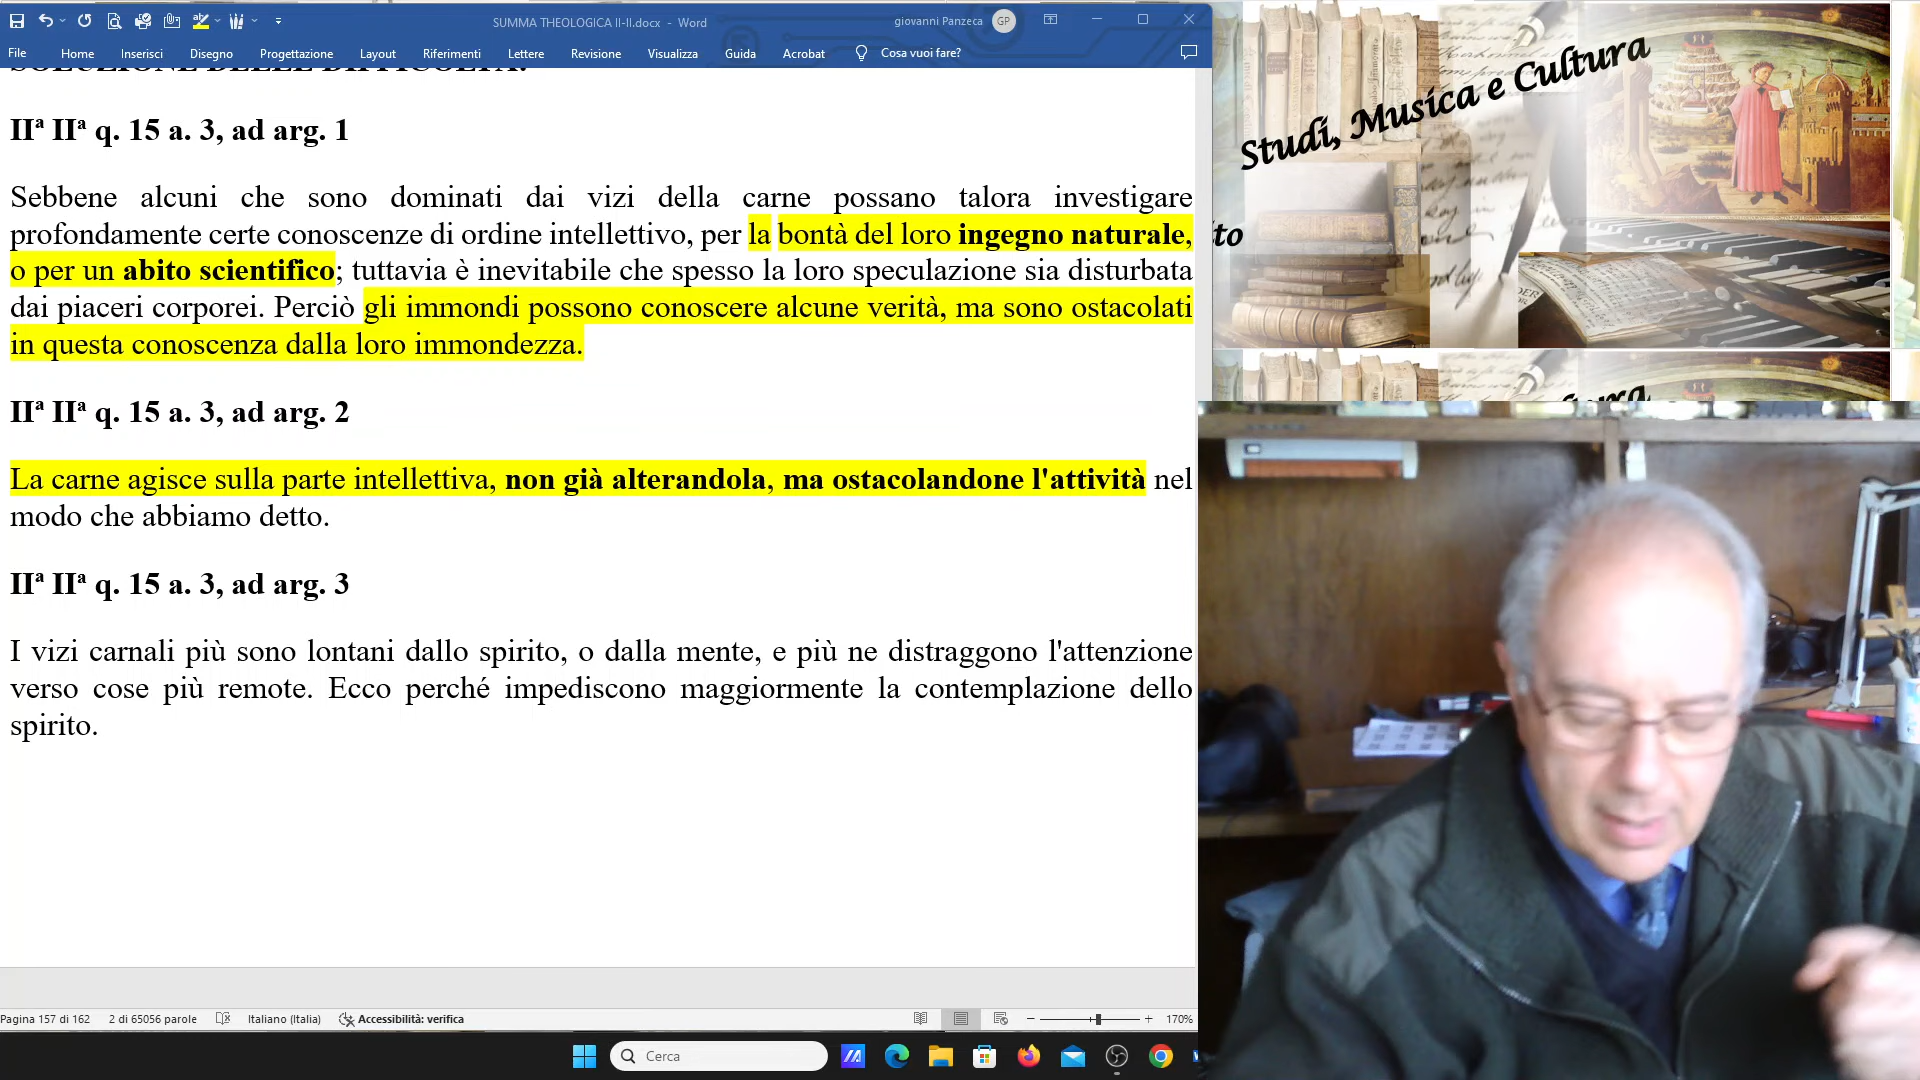 SUMMA THEOLOGICA II-II.docx - Word
giovanni Panzeca GP
File Home Inserisci Disegno Progettazione Layout Riferimenti Lettere Revisione Visualizza Guida Acrobat Cosa vuoi fare?
SOLUZIONE DELLE DIFFICOLTÀ:
IIª IIª q. 15 a. 3, ad arg. 1
Sebbene alcuni che sono dominati dai vizi della carne possano talora investigare
profondamente certe conoscenze di ordine intellettivo, per la bontà del loro ingegno naturale,
o per un abito scientifico; tuttavia è inevitabile che spesso la loro speculazione sia disturbata
dai piaceri corporei. Perciò gli immondi possono conoscere alcune verità, ma sono ostacolati
in questa conoscenza dalla loro immondezza.
IIª IIª q. 15 a. 3, ad arg. 2
La carne agisce sulla parte intellettiva, non già alterandola, ma ostacolandone l'attività nel
modo che abbiamo detto.
IIª IIª q. 15 a. 3, ad arg. 3
I vizi carnali più sono lontani dallo spirito, o dalla mente, e più ne distraggono l'attenzione
verso cose più remote. Ecco perché impediscono maggiormente la contemplazione dello
spirito.
Pagina 157 di 162 2 di 65056 parole Italiano (Italia) Accessibilità: verifica 170%
Cerca
Studi, Musica e Cultura